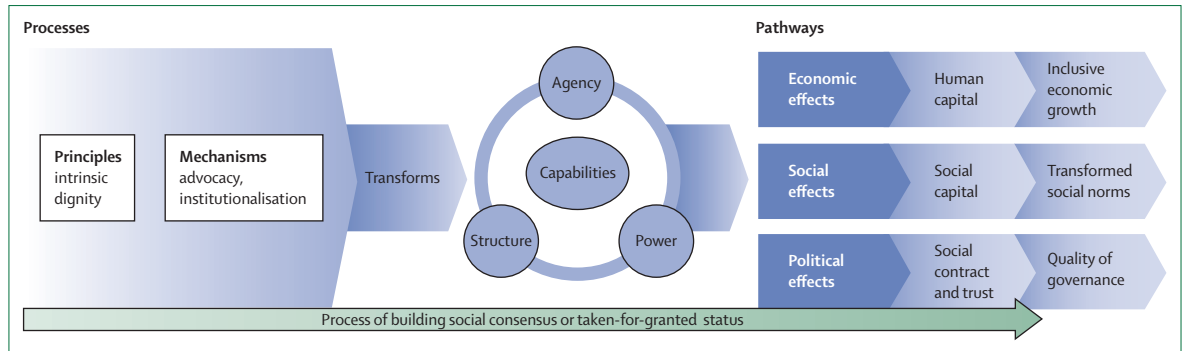 Processes
Principles
intrinsic
dignity
Mechanisms
advocacy,
institutionalisation
Transforms
Agency
Capabilities
Structure
Power
Pathways
Economic
effects
Human
capital
Inclusive
economic
growth
Social
effects
Social
capital
Transformed
social norms
Political
effects
Social
contract
and trust
Quality of
governance
Process of building social consensus or taken-for-granted status